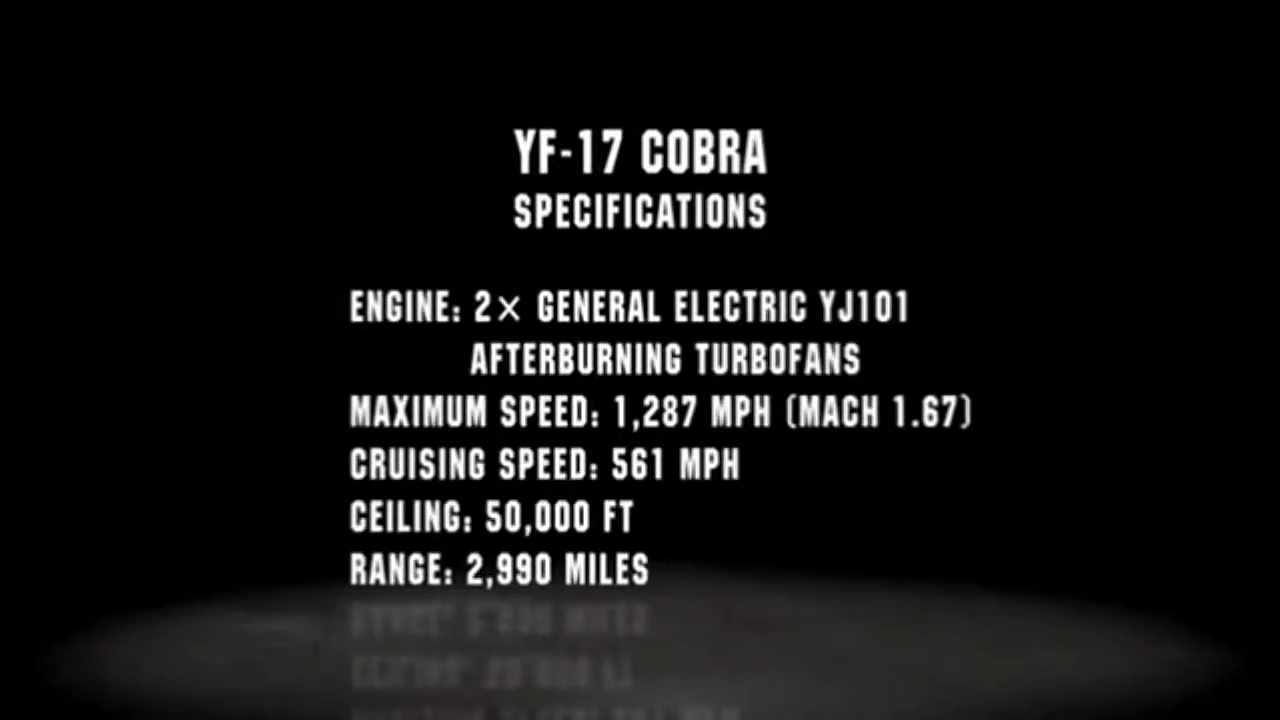 YF-17 COBRA
SPECIFICATIONS
ENGINE: 2× GENERAL ELECTRIC YJ101
AFTERBURNING TURBOFANS
MAXIMUM SPEED: 1,287 MPH (MACH 1.67)
CRUISING SPEED: 561 MPH
CEILING: 50,000 FT
RANGE: 2,990 MILES